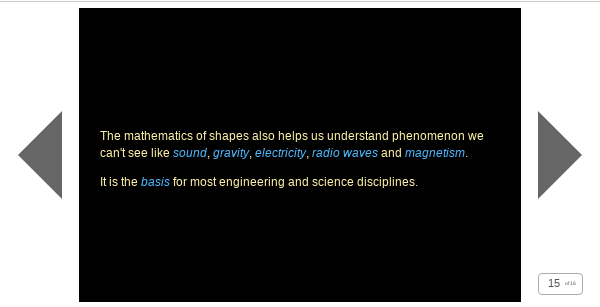 The mathematics of shapes also helps us understand phenomenon we
can't see like sound, gravity, electricity, radio waves and magnetism.
It is the basis for most engineering and science disciplines.
15 of 16